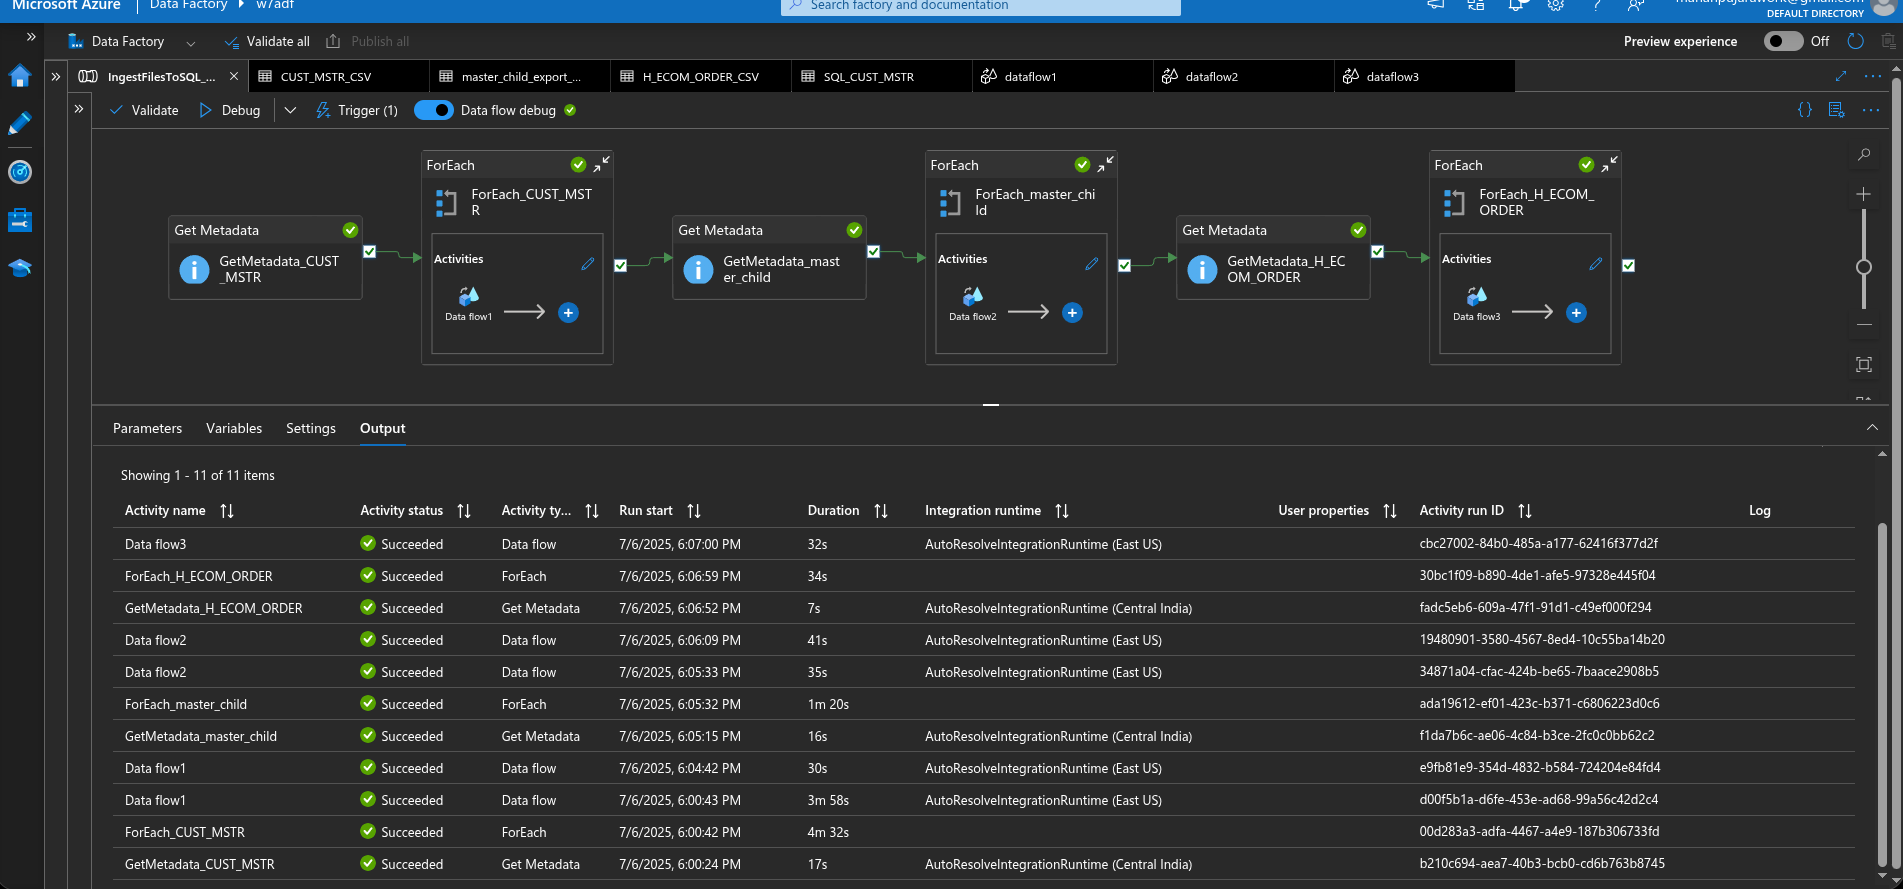 Microsoft Azure Data Factory w7adf Search factory and documentation
DEFAULT DIRECTORY
Data Factory Validate all Publish all Preview experience Off
IngestFilesToSQL_... CUST_MSTR_CSV master_child_export_... H_ECOM_ORDER_CSV SQL_CUST_MSTR dataflow1 dataflow2 dataflow3
Validate Debug Trigger (1) Data flow debug
Get Metadata
GetMetadata_CUST
_MSTR
ForEach
ForEach_CUST_MST
R
Activities
Data flow1
Get Metadata
GetMetadata_mast
er_child
ForEach
ForEach_master_chi
ld
Activities
Data flow2
Get Metadata
GetMetadata_H_EC
OM_ORDER
ForEach
ForEach_H_ECOM_
ORDER
Activities
Data flow3
Parameters Variables Settings Output
Showing 1 - 11 of 11 items
Activity name Activity status Activity ty... Run start Duration Integration runtime User properties Activity run ID Log
Data flow3 Succeeded Data flow 7/6/2025, 6:07:00 PM 32s AutoResolveIntegrationRuntime (East US) cbc27002-84b0-485a-a177-62416f377d2f
ForEach_H_ECOM_ORDER Succeeded ForEach 7/6/2025, 6:06:59 PM 34s 30bc1f09-b890-4de1-afe5-97328e445f04
GetMetadata_H_ECOM_ORDER Succeeded Get Metadata 7/6/2025, 6:06:52 PM 7s AutoResolveIntegrationRuntime (Central India) fadc5eb6-609a-47f1-91d1-c49ef000f294
Data flow2 Succeeded Data flow 7/6/2025, 6:06:09 PM 41s AutoResolveIntegrationRuntime (East US) 19480901-3580-4567-8ed4-10c55ba14b20
Data flow2 Succeeded Data flow 7/6/2025, 6:05:33 PM 35s AutoResolveIntegrationRuntime (East US) 34871a04-cfac-424b-be65-7baace2908b5
ForEach_master_child Succeeded ForEach 7/6/2025, 6:05:32 PM 1m 20s ada19612-ef01-423c-b371-c6806223d0c6
GetMetadata_master_child Succeeded Get Metadata 7/6/2025, 6:05:15 PM 16s AutoResolveIntegrationRuntime (Central India) f1da7b6c-ae06-4c84-b3ce-2fc0c0bb62c2
Data flow1 Succeeded Data flow 7/6/2025, 6:04:42 PM 30s AutoResolveIntegrationRuntime (East US) e9fb81e9-354d-4832-b584-724204e84fd4
Data flow1 Succeeded Data flow 7/6/2025, 6:00:43 PM 3m 58s AutoResolveIntegrationRuntime (East US) d00f5b1a-d6fe-453e-ad68-99a56c42d2c4
ForEach_CUST_MSTR Succeeded ForEach 7/6/2025, 6:00:42 PM 4m 32s 00d283a3-adfa-4467-a4e9-187b306733fd
GetMetadata_CUST_MSTR Succeeded Get Metadata 7/6/2025, 6:00:24 PM 17s AutoResolveIntegrationRuntime (Central India) b210c694-aea7-40b3-bcb0-cd6b763b8745